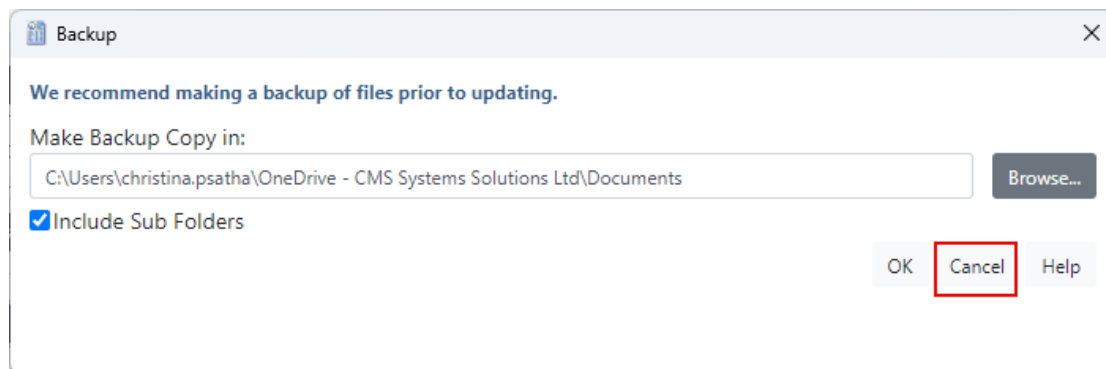 Backup
We recommend making a backup of files prior to updating.
Make Backup Copy in:
C:\Users\christina.psatha\OneDrive - CMS Systems Solutions Ltd\Documents
Browse...
Include Sub Folders
OK Cancel Help